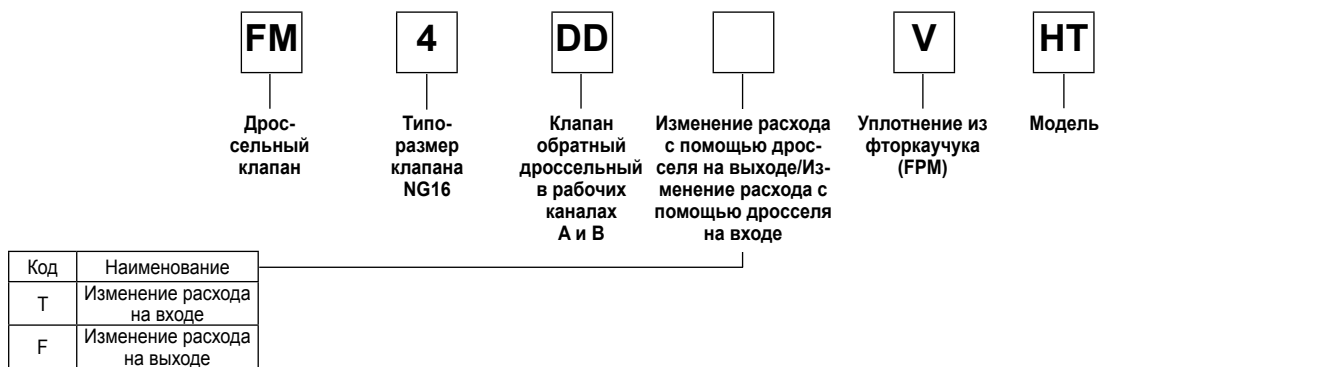 FM 4 DD V HT
Дрос-
сельный
клапан
Типо-
размер
клапана
NG16
Клапан
обратный
дроссельный
в рабочих
каналах
А и В
Изменение расхода
с помощью дрос-
селя на выходе/Из-
менение расхода с
помощью дросселя
на входе
Уплотнение из
фторкаучука
(FPM)
Модель
Код Наименование
T Изменение расхода
на входе
F Изменение расхода
на выходе